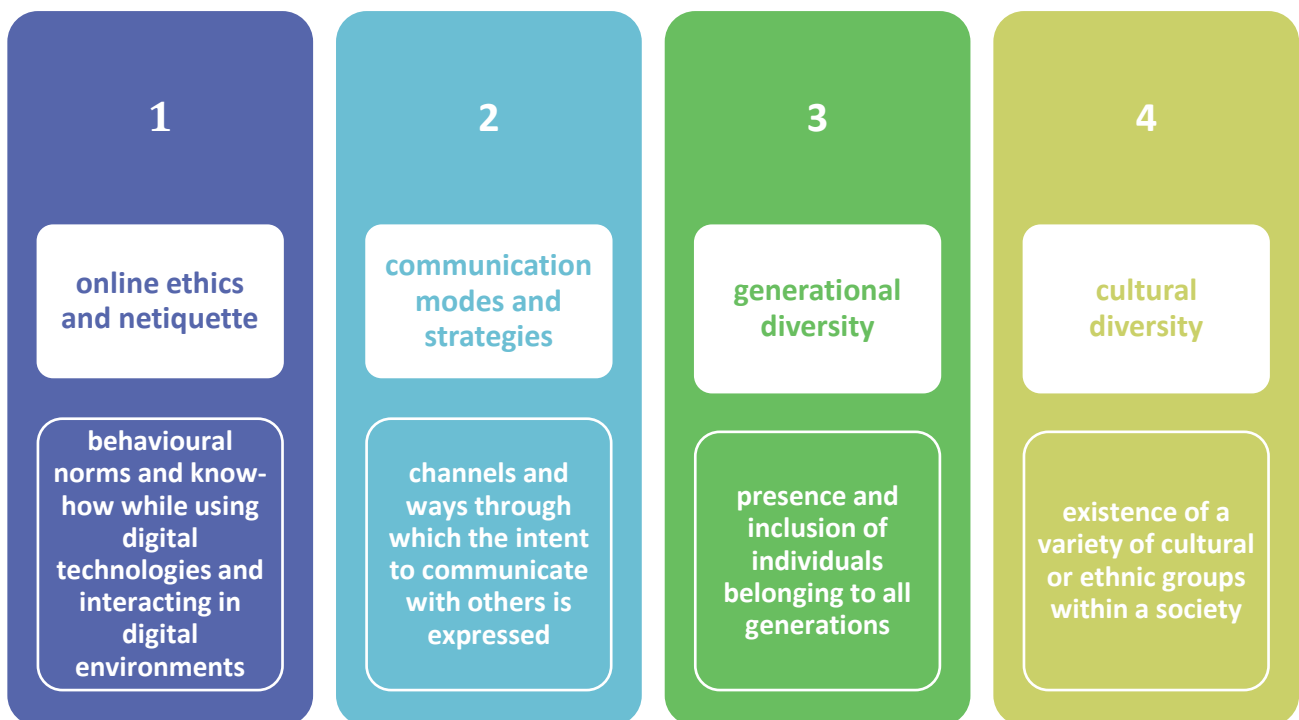 1
online ethics
and netiquette
behavioural
norms and know-
how while using
digital
technologies and
interacting in
digital
environments
2
communication
modes and
strategies
channels and
ways through
which the intent
to communicate
with others is
expressed
3
generational
diversity
presence and
inclusion of
individuals
belonging to all
generations
4
cultural
diversity
existence of a
variety of cultural
or ethnic groups
within a society